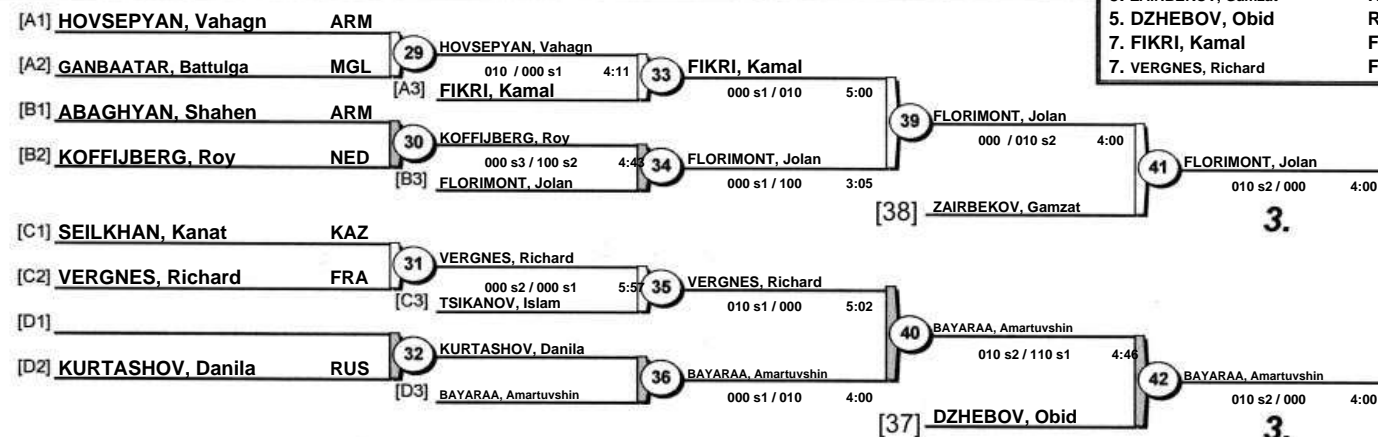 5. DZHEBOV, Obid R
7. FIKRI, Kamal F
7. VERGNES, Richard F
[A1] HOVSEPYAN, Vahagn ARM
[A2] GANBAATAR, Battulga MGL
29 HOVSEPYAN, Vahagn
010 / 000 s1 4:11
[A3] FIKRI, Kamal
33 FIKRI, Kamal
000 s1 / 010 5:00
[B1] ABAGHYAN, Shahen ARM
[B2] KOFFIJBERG, Roy NED
30 KOFFIJBERG, Roy
000 s3 / 100 s2 4:43
[B3] FLORIMONT, Jolan
34 FLORIMONT, Jolan
000 s1 / 100 3:05
39 FLORIMONT, Jolan
000 / 010 s2 4:00
[38] ZAIRBEKOV, Gamzat
41 FLORIMONT, Jolan
010 s2 / 000 4:00
3.
[C1] SEILKHAN, Kanat KAZ
[C2] VERGNES, Richard FRA
31 VERGNES, Richard
000 s2 / 000 s1 5:57
[C3] TSIKANOV, Islam
35 VERGNES, Richard
010 s1 / 000 5:02
[D1]
[D2] KURTASHOV, Danila RUS
32 KURTASHOV, Danila
[D3] BAYARAA, Amartuvshin
36 BAYARAA, Amartuvshin
000 s1 / 010 4:00
40 BAYARAA, Amartuvshin
010 s2 / 110 s1 4:46
[37] DZHEBOV, Obid
42 BAYARAA, Amartuvshin
010 s2 / 000 4:00
3.